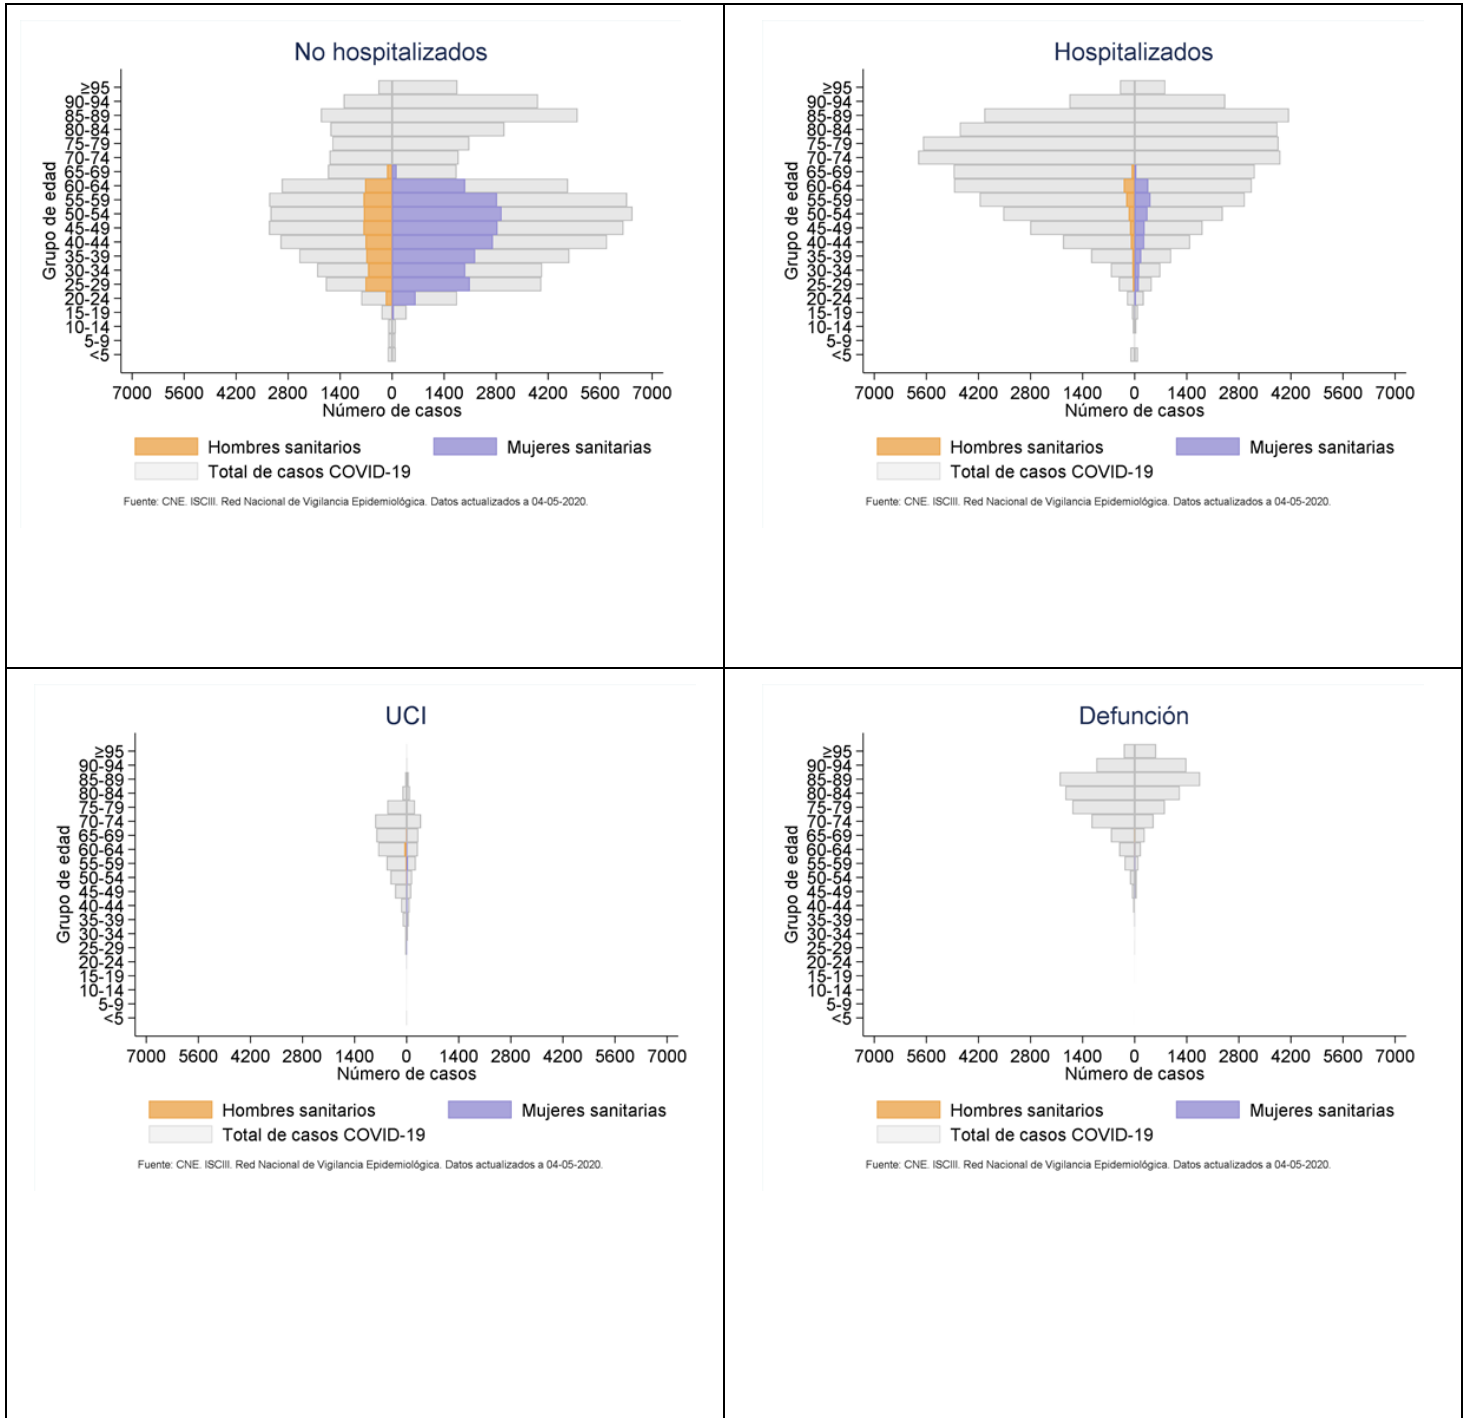 No hospitalizados
Grupo de edad
≥95
90-94
85-89
80-84
75-79
70-74
65-69
60-64
55-59
50-54
45-49
40-44
35-39
30-34
25-29
20-24
15-19
10-14
5-9
<5
7000 5600 4200 2800 1400 0 1400 2800 4200 5600 7000
Número de casos
Hombres sanitarios Mujeres sanitarias
Total de casos COVID-19
Fuente: CNE. ISCIII. Red Nacional de Vigilancia Epidemiológica. Datos actualizados a 04-05-2020.
Hospitalizados
Grupo de edad
≥95
90-94
85-89
80-84
75-79
70-74
65-69
60-64
55-59
50-54
45-49
40-44
35-39
30-34
25-29
20-24
15-19
10-14
5-9
<5
7000 5600 4200 2800 1400 0 1400 2800 4200 5600 7000
Número de casos
Hombres sanitarios Mujeres sanitarias
Total de casos COVID-19
Fuente: CNE. ISCIII. Red Nacional de Vigilancia Epidemiológica. Datos actualizados a 04-05-2020.
UCI
Grupo de edad
≥95
90-94
85-89
80-84
75-79
70-74
65-69
60-64
55-59
50-54
45-49
40-44
35-39
30-34
25-29
20-24
15-19
10-14
5-9
<5
7000 5600 4200 2800 1400 0 1400 2800 4200 5600 7000
Número de casos
Hombres sanitarios Mujeres sanitarias
Total de casos COVID-19
Fuente: CNE. ISCIII. Red Nacional de Vigilancia Epidemiológica. Datos actualizados a 04-05-2020.
Defunción
Grupo de edad
≥95
90-94
85-89
80-84
75-79
70-74
65-69
60-64
55-59
50-54
45-49
40-44
35-39
30-34
25-29
20-24
15-19
10-14
5-9
<5
7000 5600 4200 2800 1400 0 1400 2800 4200 5600 7000
Número de casos
Hombres sanitarios Mujeres sanitarias
Total de casos COVID-19
Fuente: CNE. ISCIII. Red Nacional de Vigilancia Epidemiológica. Datos actualizados a 04-05-2020.